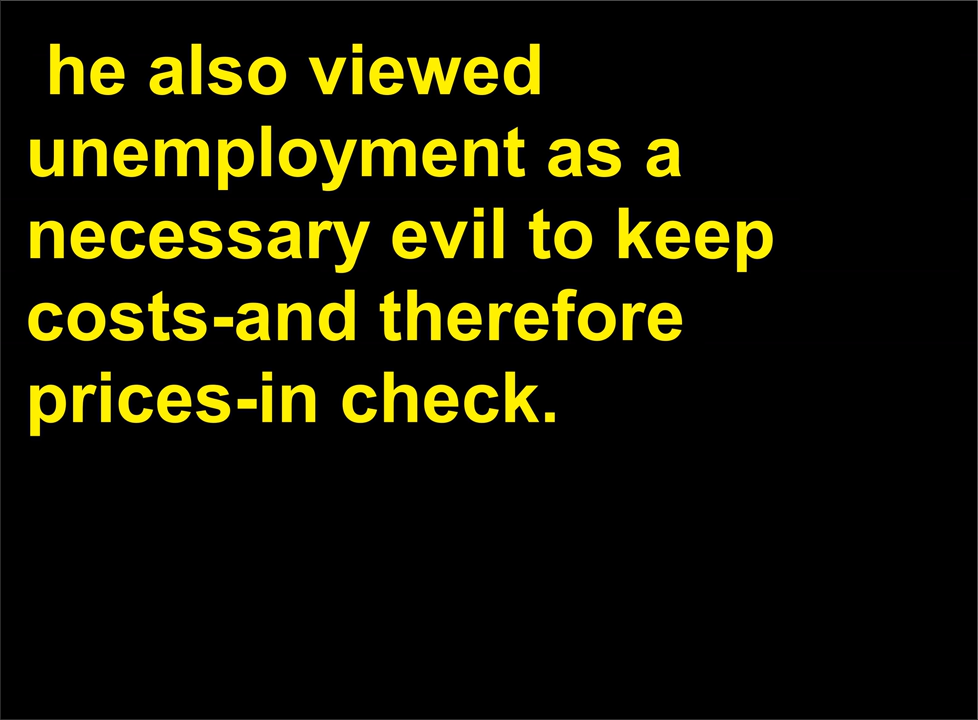 he also viewed
unemployment as a
necessary evil to keep
costs-and therefore
prices-in check.